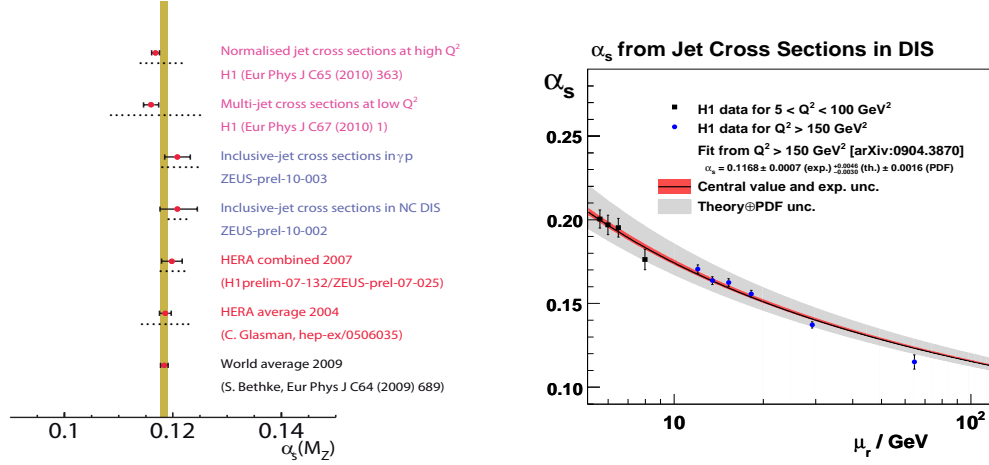 Normalised jet cross sections at high Q²
H1 (Eur Phys J C65 (2010) 363)
Multi-jet cross sections at low Q²
H1 (Eur Phys J C67 (2010) 1)
Inclusive-jet cross sections in γp
ZEUS-prel-10-003
Inclusive-jet cross sections in NC DIS
ZEUS-prel-10-002
HERA combined 2007
(H1prelim-07-132/ZEUS-prel-07-025)
HERA average 2004
(C. Glasman, hep-ex/0506035)
World average 2009
(S. Bethke, Eur Phys J C64 (2009) 689)
0.1 0.12 0.14
αs(MZ)
αs from Jet Cross Sections in DIS
αs
H1 data for 5 < Q² < 100 GeV²
H1 data for Q² > 150 GeV²
Fit from Q² > 150 GeV² [arXiv:0904.3870]
αs = 0.1168 ± 0.0007 (exp.) +0.0046 −0.0030 (th.) ± 0.0016 (PDF)
Central value and exp. unc.
Theory⊕PDF unc.
0.25
0.20
0.15
0.10
10 10²
μr / GeV